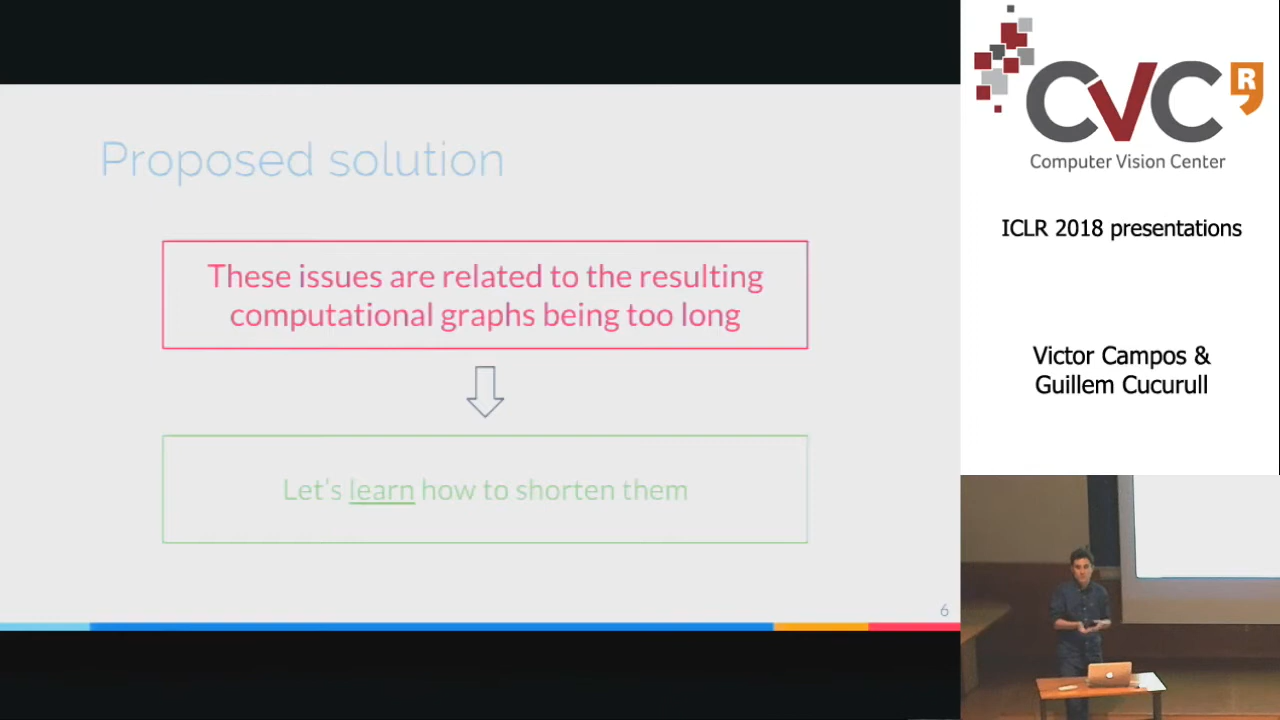 Proposed solution
These issues are related to the resulting
computational graphs being too long
Let's learn how to shorten them
6
CVC R
Computer Vision Center
ICLR 2018 presentations
Victor Campos &
Guillem Cucurull